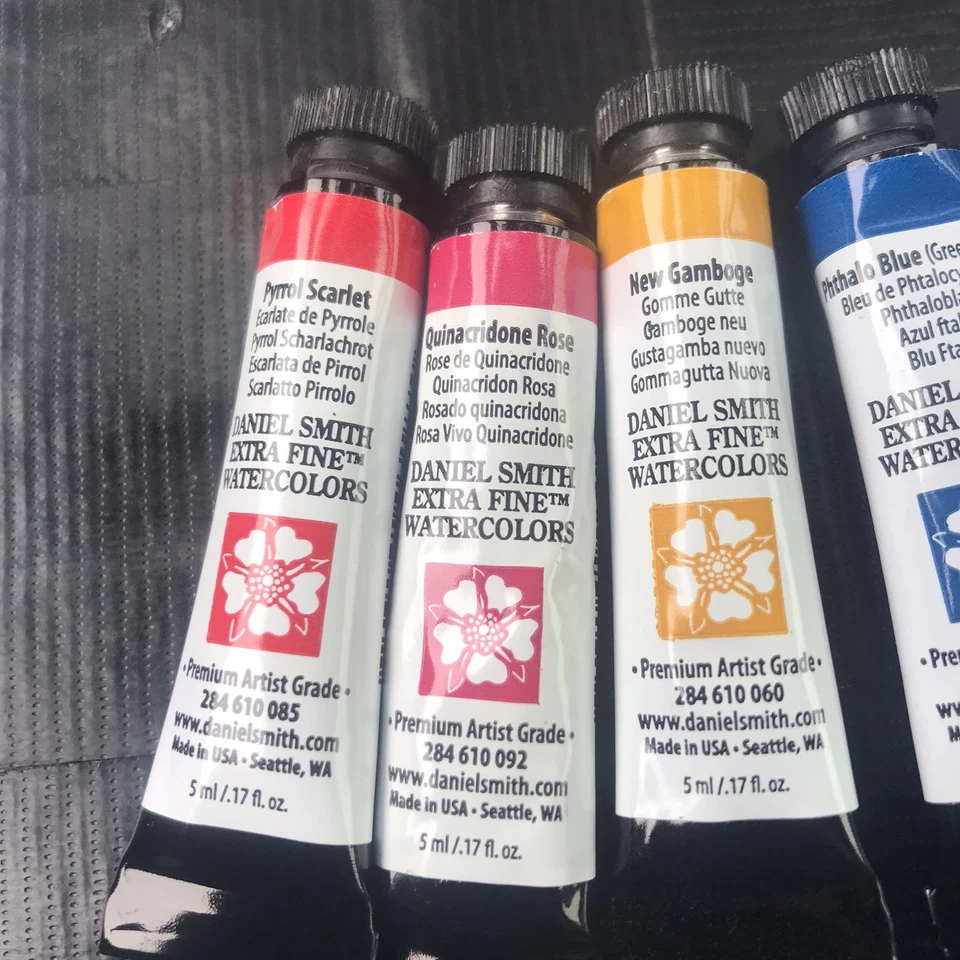 Pyrrol Scarlet
Écarlate de Pyrrole
Pyrrol Scharlachrot
Escarlata de Pirrol
Scarlatto Pirrolo
DANIEL SMITH
EXTRA FINE™
WATERCOLORS
• Premium Artist Grade •
284 610 085
www.danielsmith.com
Made in USA • Seattle, WA
5 ml /.17 fl. oz.
Quinacridone Rose
Rose de Quinacridone
Quinacridon Rosa
Rosado quinacridona
Rosa Vivo Quinacridone
DANIEL SMITH
EXTRA FINE™
WATERCOLORS
• Premium Artist Grade •
284 610 092
www.danielsmith.com
Made in USA • Seattle, WA
5 ml /.17 fl. oz.
New Gamboge
Gomme Gutte
Gamboge neu
Gustagamba nuevo
Gommagutta Nuova
DANIEL SMITH
EXTRA FINE™
WATERCOLORS
• Premium Artist Grade •
284 610 060
www.danielsmith.com
Made in USA • Seattle, WA
5 ml /.17 fl. oz.
Phthalo Blue (Gree
Bleu de Phtalocy
Phthalobla
Azul ftal
Blu Fta
DANIEL
EXTRA
WATER
• Pre